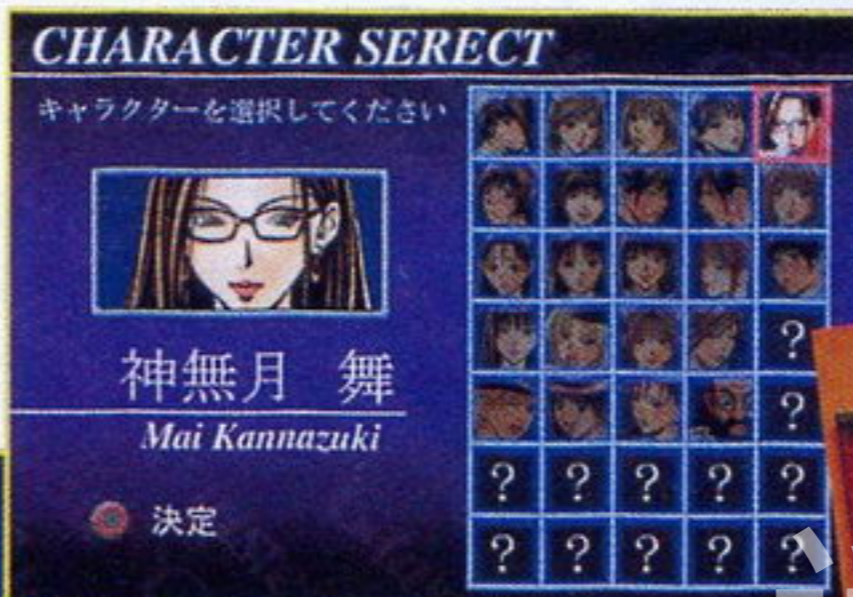 CHARACTER SERECT
キャラクターを選択してください
神無月 舞
Mai Kannazuki
決定
?
?
? ? ? ? ?
? ? ? ? ?